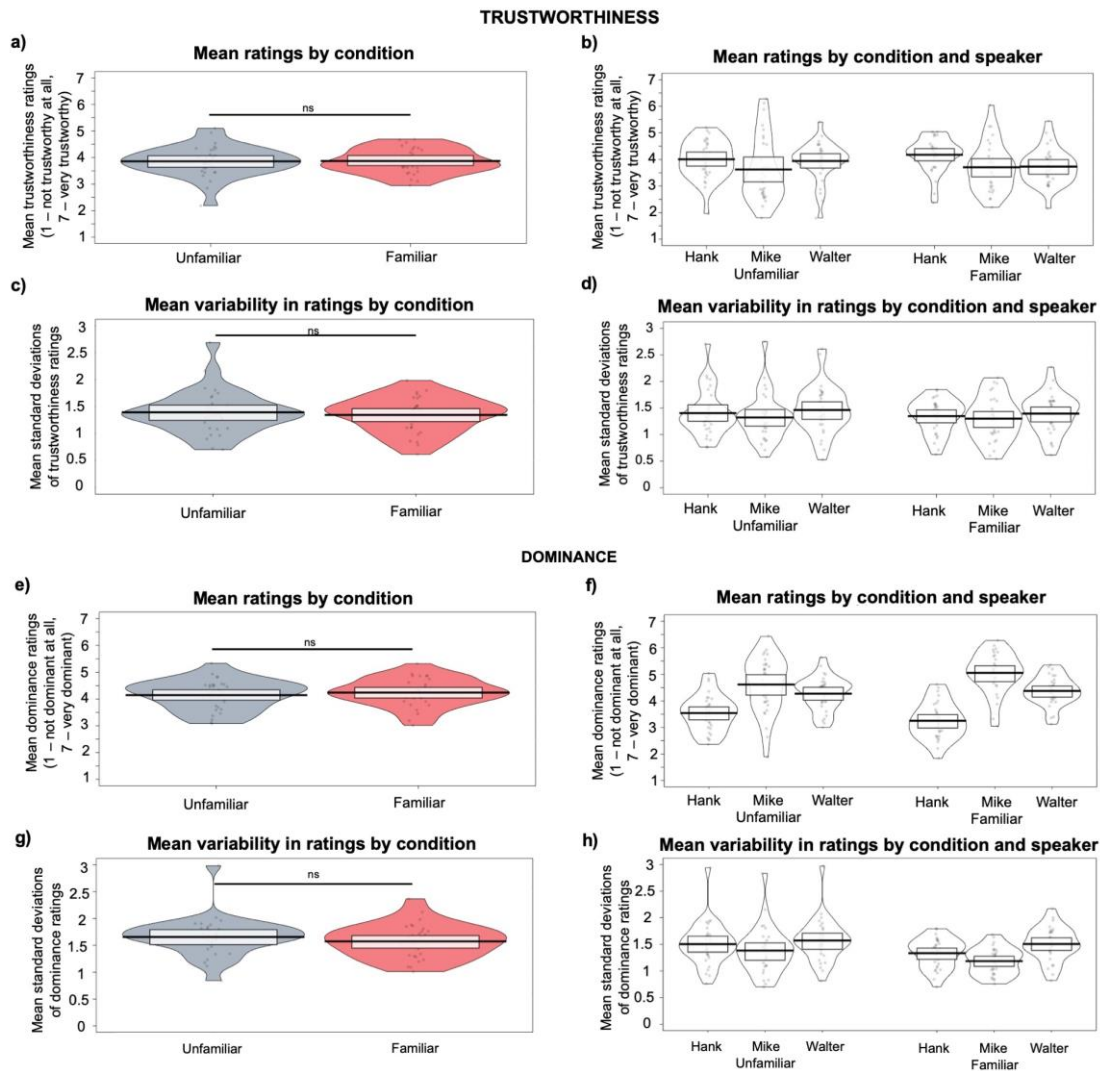 TRUSTWORTHINESS
a)
Mean ratings by condition
Mean trustworthiness ratings
(1 – not trustworthy at all,
7 – very trustworthy)
7
6
5
4
3
2
1
ns
Unfamiliar
Familiar
b)
Mean ratings by condition and speaker
Mean trustworthiness ratings
(1 – not trustworthy at all,
7 – very trustworthy)
7
6
5
4
3
2
1
Hank Mike Walter Hank Mike Walter
Unfamiliar Familiar
c)
Mean variability in ratings by condition
Mean standard deviations
of trustworthiness ratings
3
2.5
2
1.5
1
0.5
0
ns
Unfamiliar
Familiar
d)
Mean variability in ratings by condition and speaker
Mean standard deviations
of trustworthiness ratings
3
2.5
2
1.5
1
0.5
0
Hank Mike Walter Hank Mike Walter
Unfamiliar Familiar
DOMINANCE
e)
Mean ratings by condition
Mean dominance ratings
(1 – not dominant at all,
7 – very dominant)
7
6
5
4
3
2
1
ns
Unfamiliar
Familiar
f)
Mean ratings by condition and speaker
Mean dominance ratings
(1 – not dominant at all,
7 – very dominant)
7
6
5
4
3
2
1
Hank Mike Walter Hank Mike Walter
Unfamiliar Familiar
g)
Mean variability in ratings by condition
Mean standard deviations
of dominance ratings
3
2.5
2
1.5
1
0.5
0
ns
Unfamiliar
Familiar
h)
Mean variability in ratings by condition and speaker
Mean standard deviations
of dominance ratings
3
2.5
2
1.5
1
0.5
0
Hank Mike Walter Hank Mike Walter
Unfamiliar Familiar